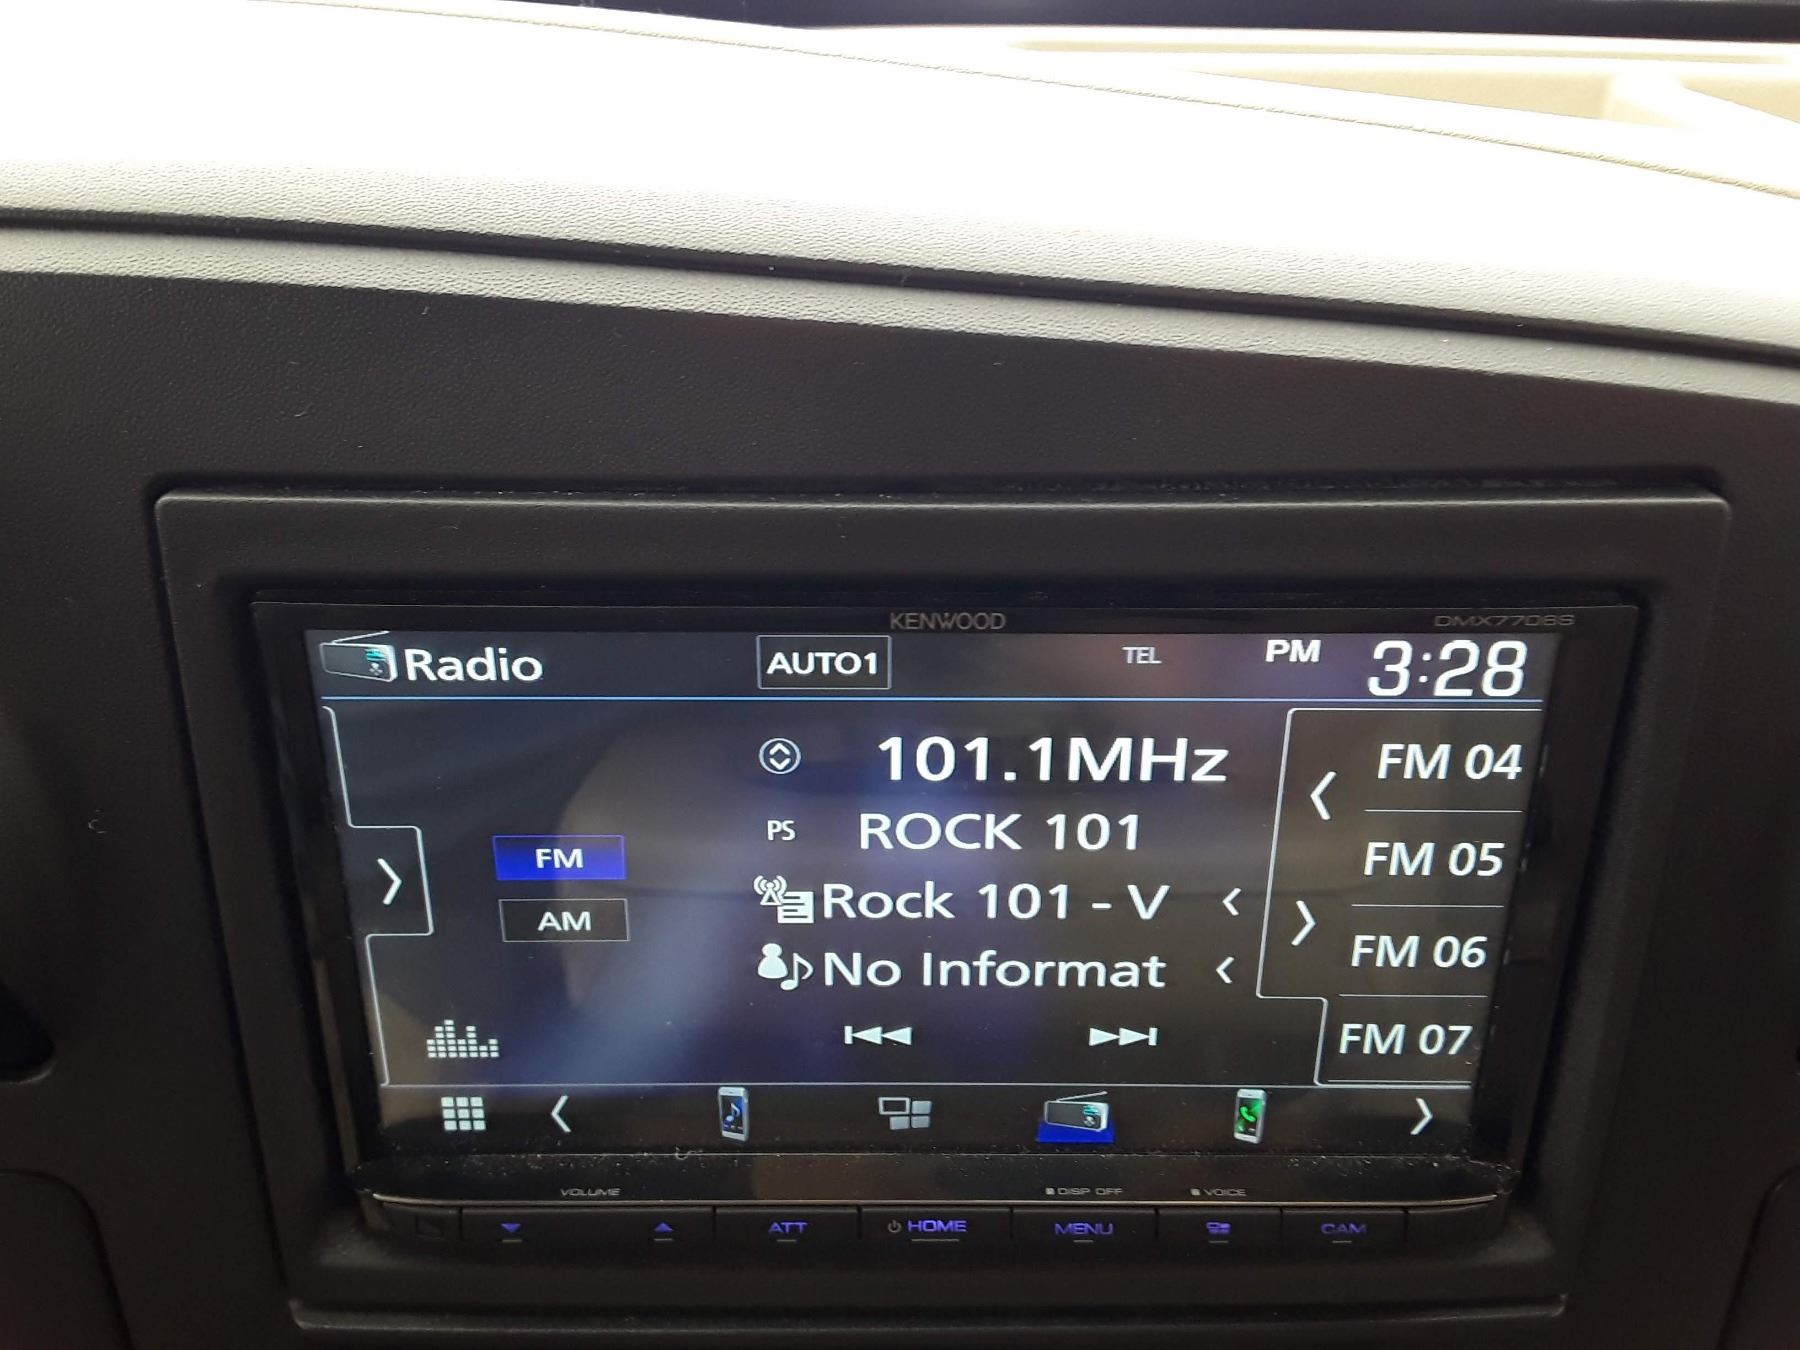 KENWOOD
DMX7706S
Radio
AUTO1
TEL
PM 3:28
101.1MHz
PS ROCK 101
Rock 101 - V
No Informat
FM
AM
FM 04
FM 05
FM 06
FM 07
VOLUME
DISP OFF
VOICE
ATT
HOME
MENU
CAM